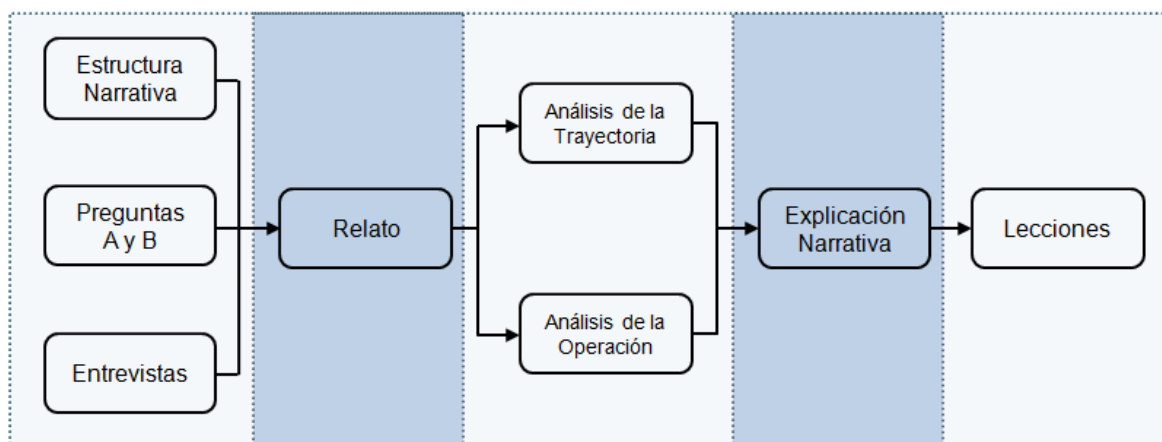 Estructura
Narrativa
Preguntas
A y B
Entrevistas
Relato
Análisis de la
Trayectoria
Análisis de la
Operación
Explicación
Narrativa
Lecciones